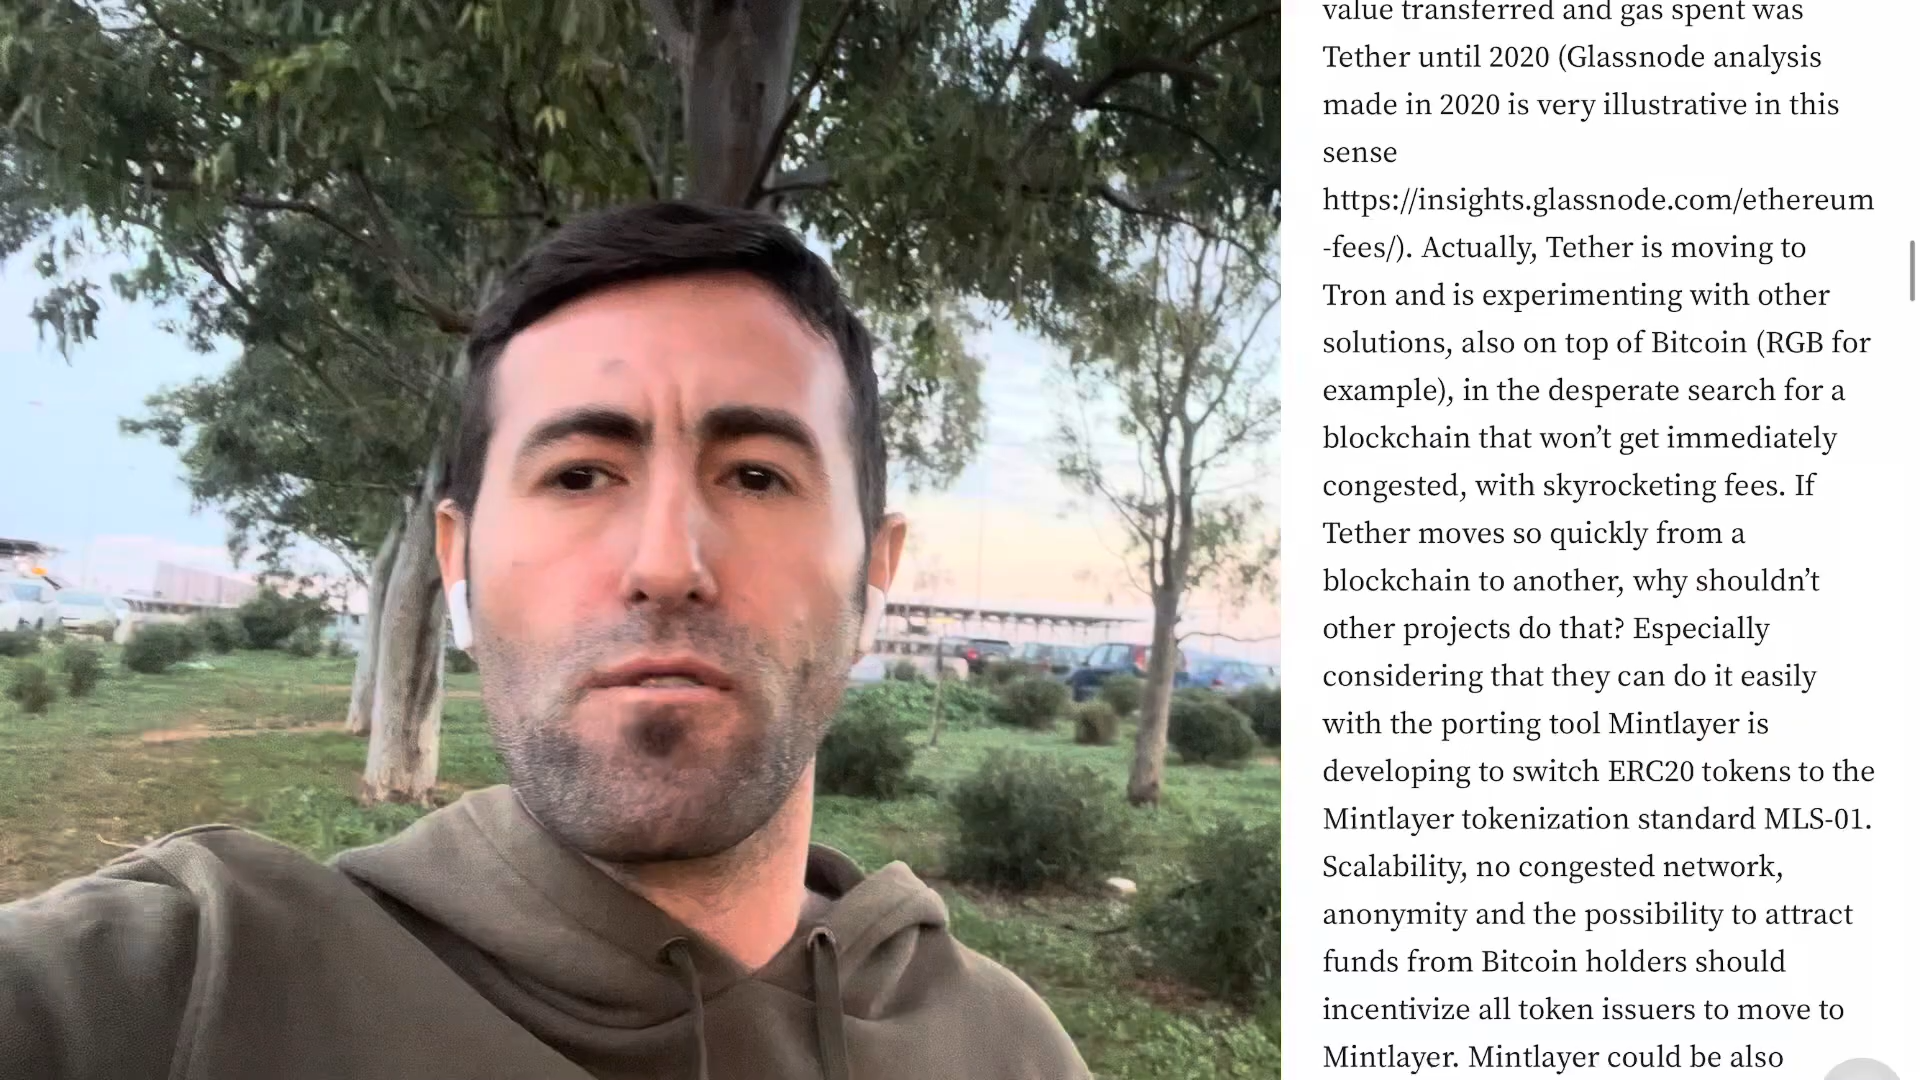 value transferred and gas spent was
Tether until 2020 (Glassnode analysis
made in 2020 is very illustrative in this
sense
https://insights.glassnode.com/ethereum
-fees/). Actually, Tether is moving to
Tron and is experimenting with other
solutions, also on top of Bitcoin (RGB for
example), in the desperate search for a
blockchain that won’t get immediately
congested, with skyrocketing fees. If
Tether moves so quickly from a
blockchain to another, why shouldn’t
other projects do that? Especially
considering that they can do it easily
with the porting tool Mintlayer is
developing to switch ERC20 tokens to the
Mintlayer tokenization standard MLS-01.
Scalability, no congested network,
anonymity and the possibility to attract
funds from Bitcoin holders should
incentivize all token issuers to move to
Mintlayer. Mintlayer could be also